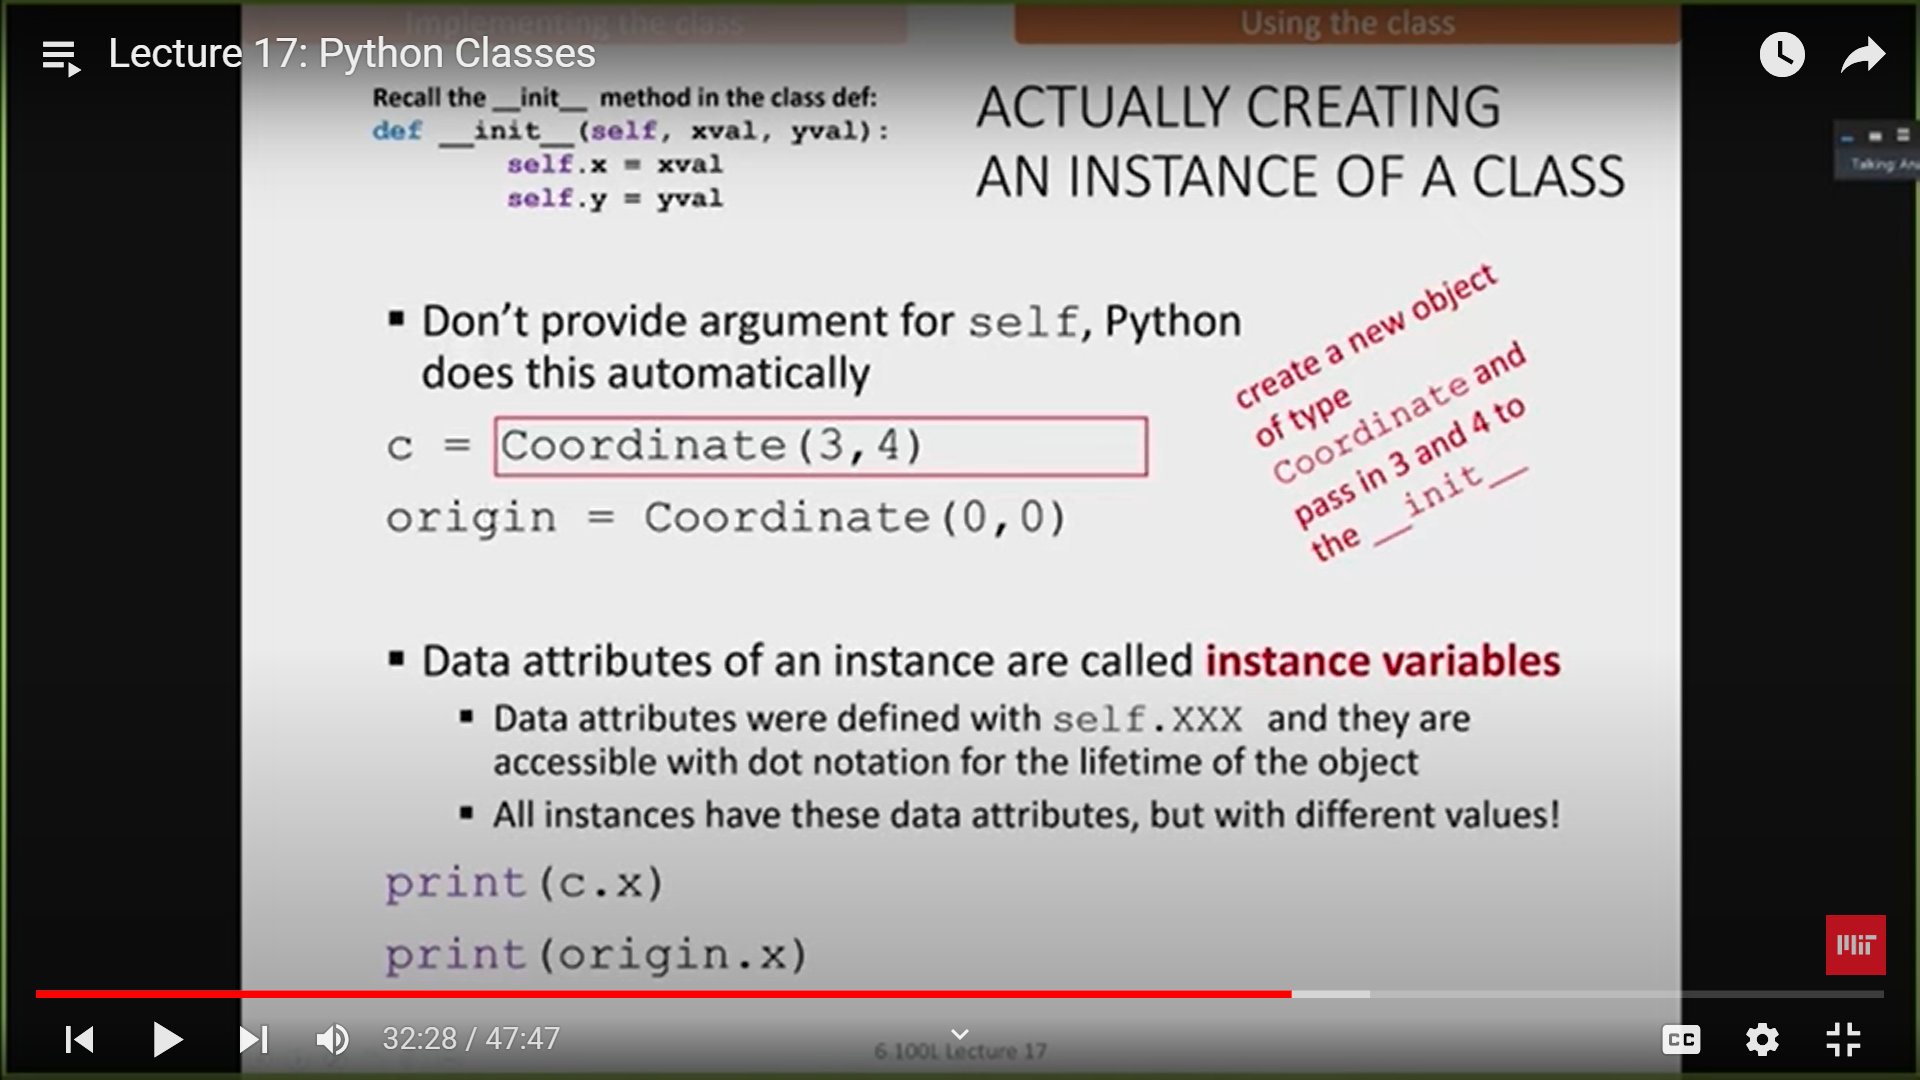 Implementing the class
Using the class
Lecture 17: Python Classes
Recall the __init__ method in the class def:
def __init__(self, xval, yval):
self.x = xval
self.y = yval
ACTUALLY CREATING
AN INSTANCE OF A CLASS
▪ Don't provide argument for self, Python
does this automatically
c = Coordinate(3,4)
origin = Coordinate(0,0)
create a new object
of type
Coordinate and
pass in 3 and 4 to
the __init__
▪ Data attributes of an instance are called instance variables
▪ Data attributes were defined with self.XXX and they are
accessible with dot notation for the lifetime of the object
▪ All instances have these data attributes, but with different values!
print(c.x)
print(origin.x)
MIT
32:28 / 47:47
6.100L Lecture 17
CC
Talking: